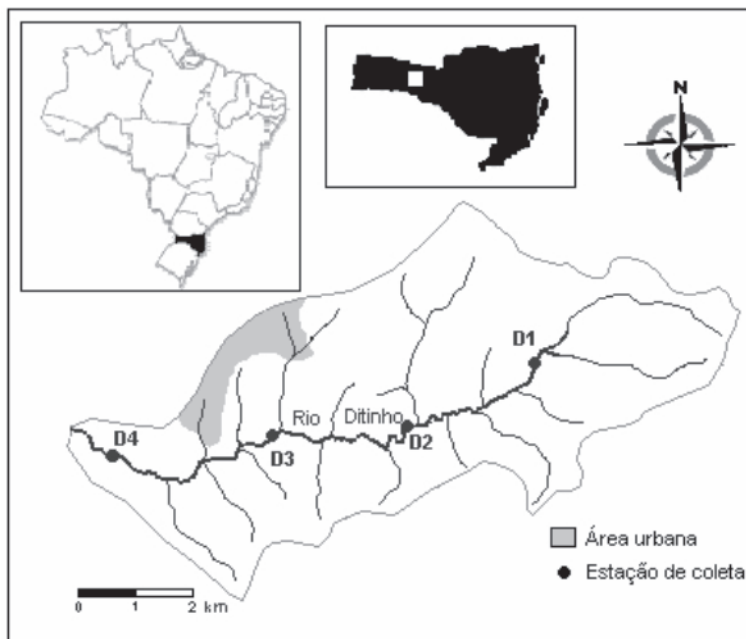 N
D1
Rio Ditinho
D2
D3
D4
Área urbana
Estação de coleta
0 1 2 km